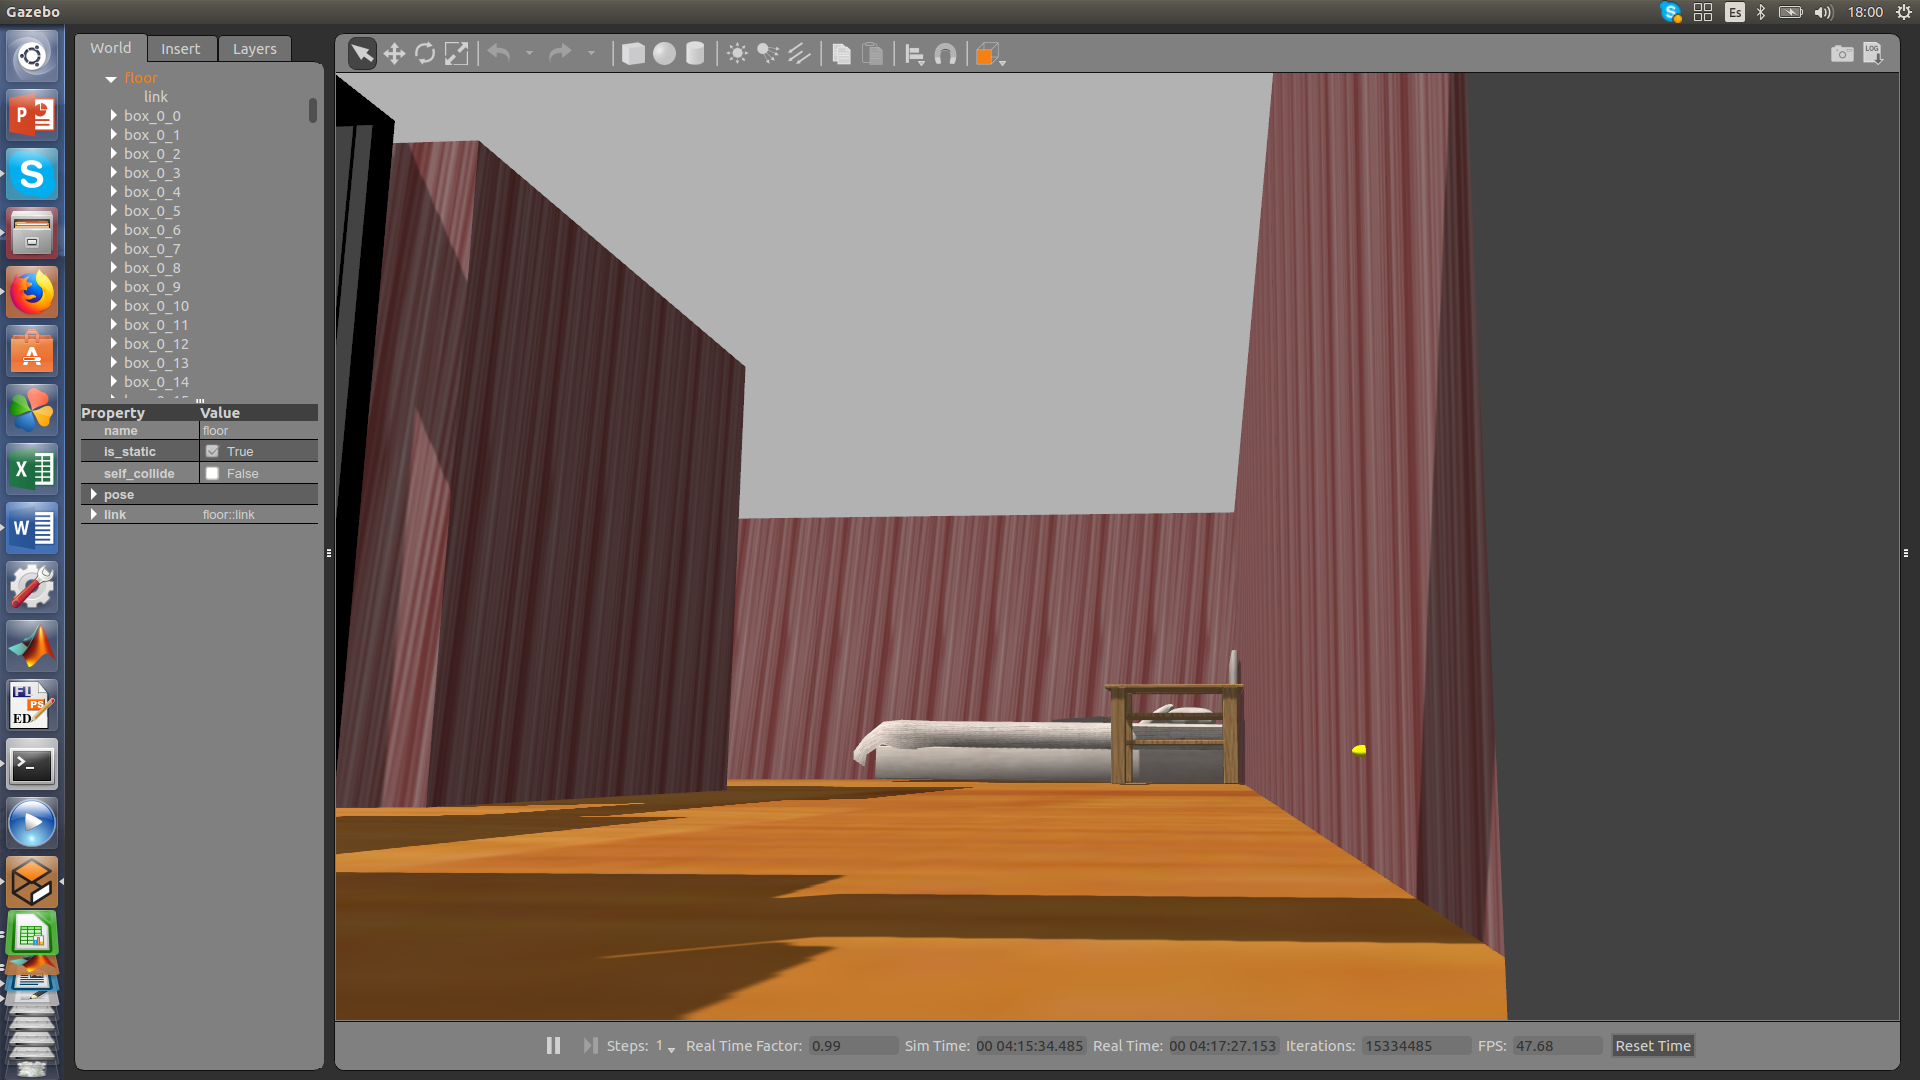 Gazebo
Es
18:00
World
Insert
Layers
LOG
floor
link
box_0_0
box_0_1
box_0_2
box_0_3
box_0_4
box_0_5
box_0_6
box_0_7
box_0_8
box_0_9
box_0_10
box_0_11
box_0_12
box_0_13
box_0_14
Property Value
name floor
is_static True
self_collide False
pose
link floor::link
Steps: 1 Real Time Factor: 0.99 Sim Time: 00 04:15:34.485 Real Time: 00 04:17:27.153 Iterations: 15334485 FPS: 47.68 Reset Time